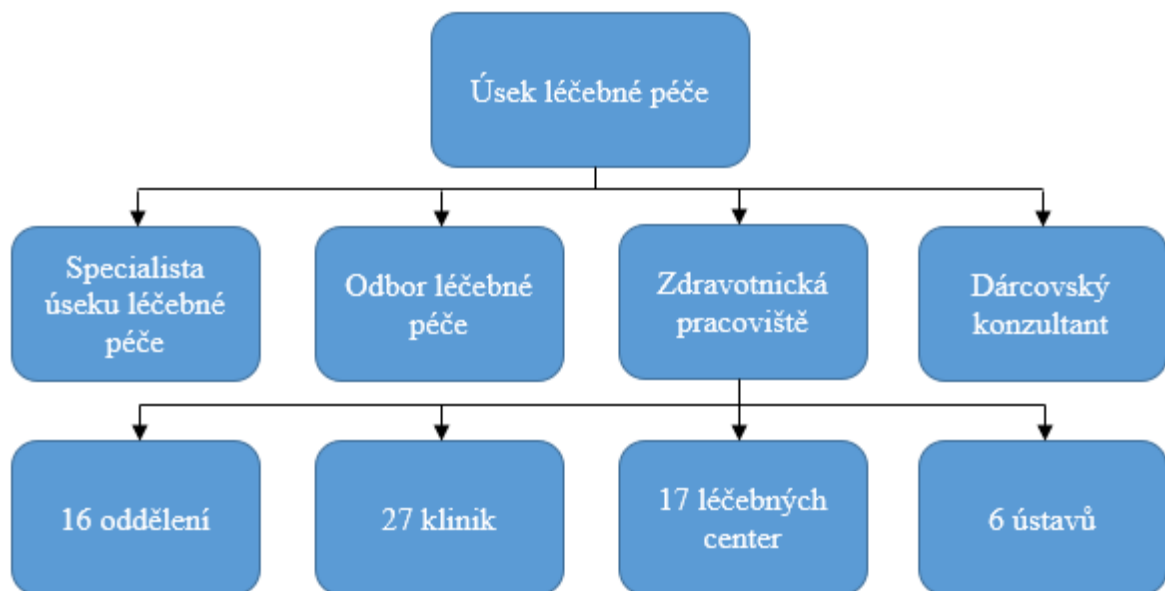 Úsek léčebné péče
Specialista
úseku léčebné
péče
Odbor léčebné
péče
Zdravotnická
pracoviště
Dárcovský
konzultant
16 oddělení
27 klinik
17 léčebných
center
6 ústavů